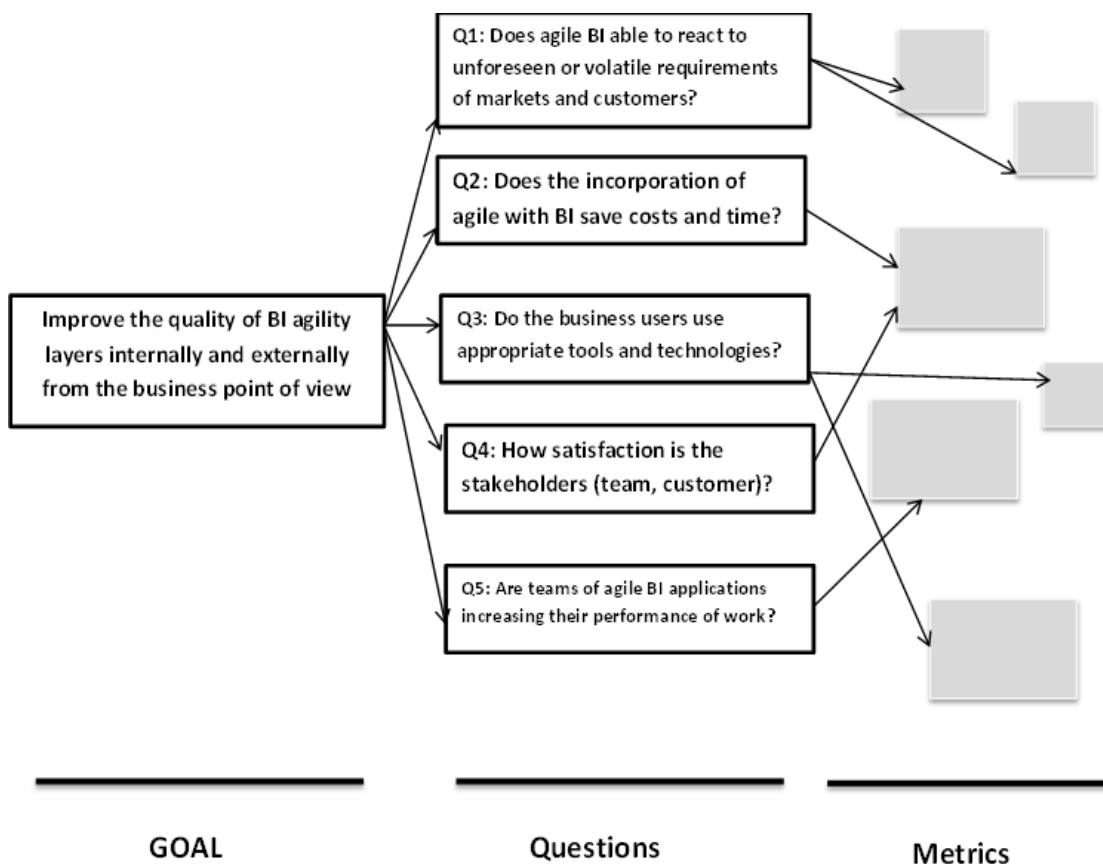 Q1: Does agile BI able to react to
unforeseen or volatile requirements
of markets and customers?
Q2: Does the incorporation of
agile with BI save costs and time?
Improve the quality of BI agility
layers internally and externally
from the business point of view
Q3: Do the business users use
appropriate tools and technologies?
Q4: How satisfaction is the
stakeholders (team, customer)?
Q5: Are teams of agile BI applications
increasing their performance of work?
GOAL
Questions
Metrics